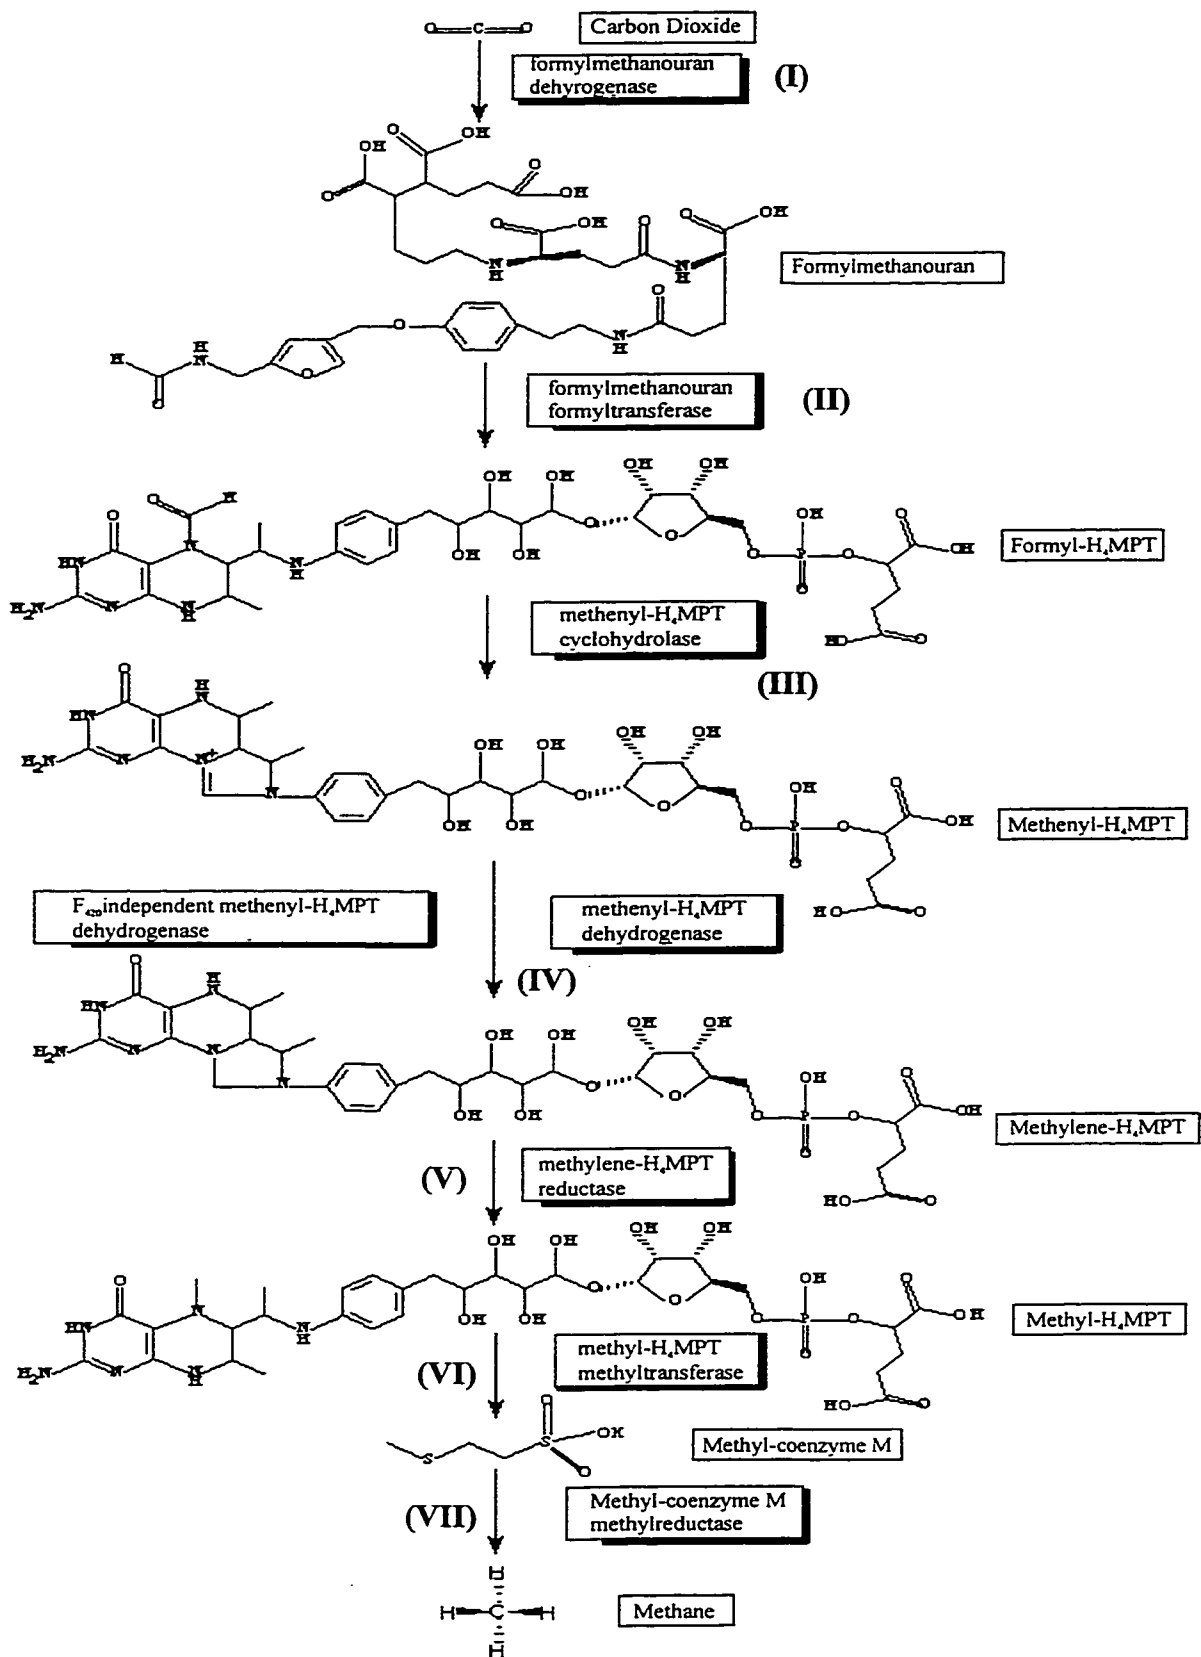 Carbon Dioxide
formylmethanouran
dehyrogenase
(I)
Formylmethanouran
formylmethanouran
formyltransferase
(II)
Formyl-H₄MPT
methenyl-H₄MPT
cyclohydrolase
(III)
Methenyl-H₄MPT
F₄₂₀independent methenyl-H₄MPT
dehydrogenase
methenyl-H₄MPT
dehydrogenase
(IV)
Methylene-H₄MPT
(V)
methylene-H₄MPT
reductase
Methyl-H₄MPT
(VI)
methyl-H₄MPT
methyltransferase
Methyl-coenzyme M
(VII)
Methyl-coenzyme M
methylreductase
Methane